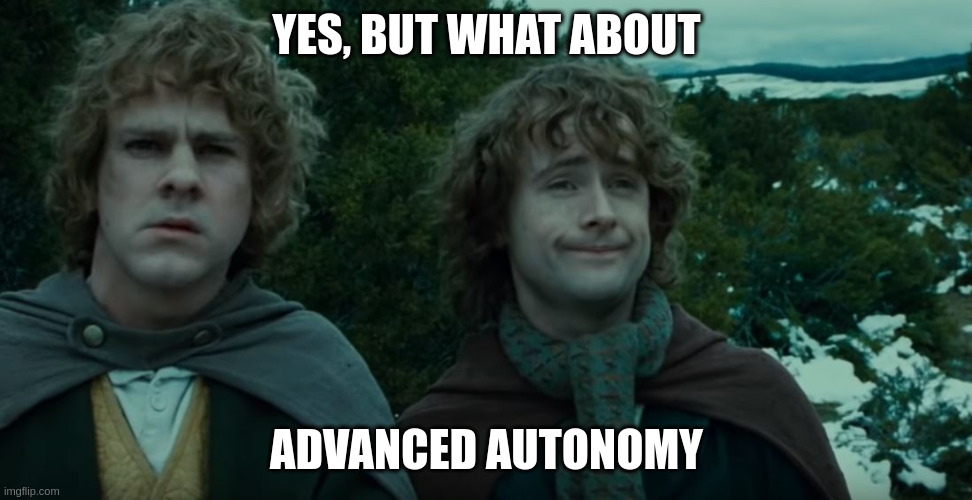 YES, BUT WHAT ABOUT
ADVANCED AUTONOMY
imgflip.com